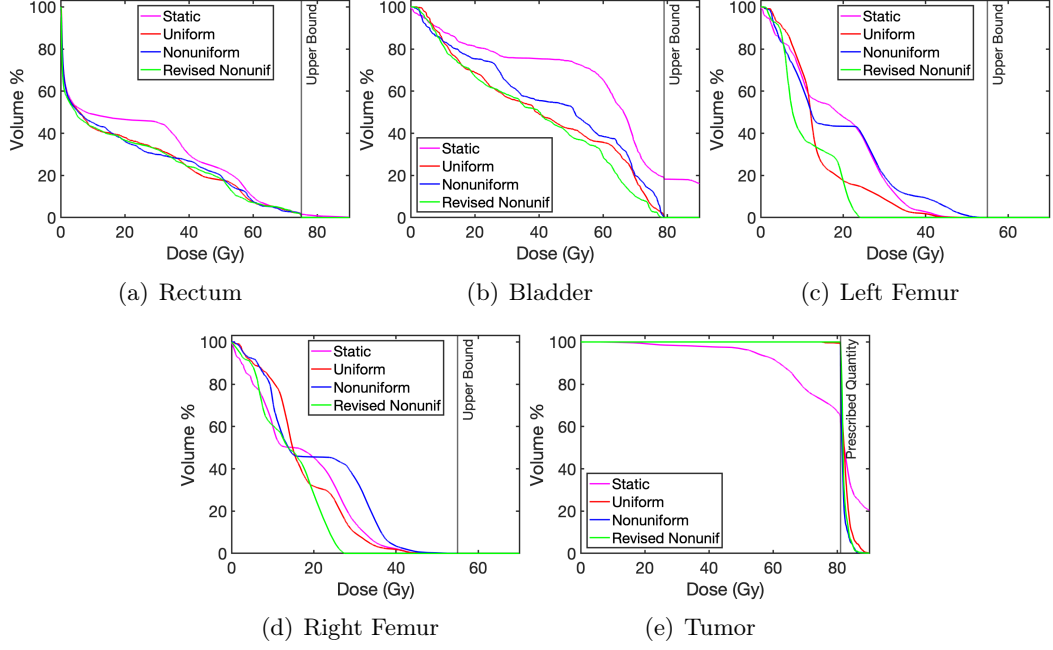 100
80
60
40
20
0
Volume %
0 20 40 60 80
Dose (Gy)
Static
Uniform
Nonuniform
Revised Nonunif
Upper Bound
(a) Rectum
100
80
60
40
20
0
Volume %
0 20 40 60 80
Dose (Gy)
Static
Uniform
Nonuniform
Revised Nonunif
Upper Bound
(b) Bladder
100
80
60
40
20
0
Volume %
0 20 40 60
Dose (Gy)
Static
Uniform
Nonuniform
Revised Nonunif
Upper Bound
(c) Left Femur
100
80
60
40
20
0
Volume %
0 20 40 60
Dose (Gy)
Static
Uniform
Nonuniform
Revised Nonunif
Upper Bound
(d) Right Femur
100
80
60
40
20
0
Volume %
0 20 40 60 80
Dose (Gy)
Static
Uniform
Nonuniform
Revised Nonunif
Prescribed Quantity
(e) Tumor